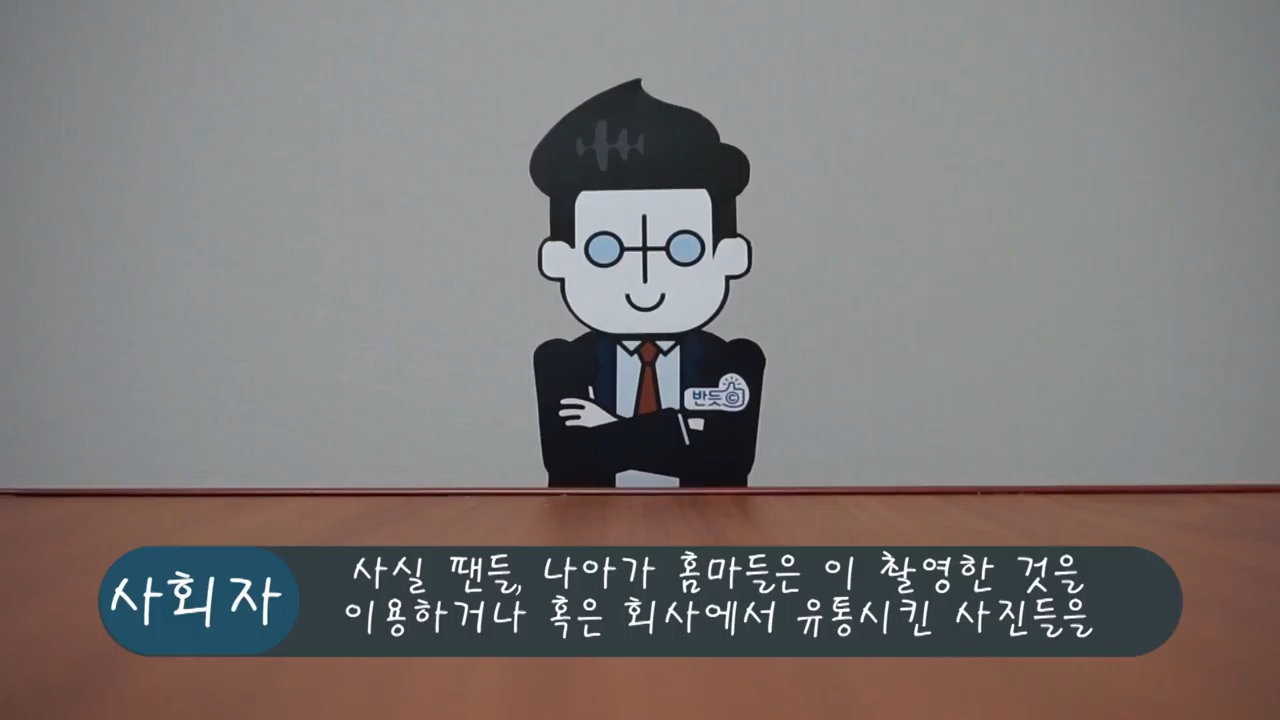 반듯ⓒ
사회자
사실 팬들, 나아가 홈마들은 이 촬영한 것을
이용하거나 혹은 회사에서 유통시킨 사진들을